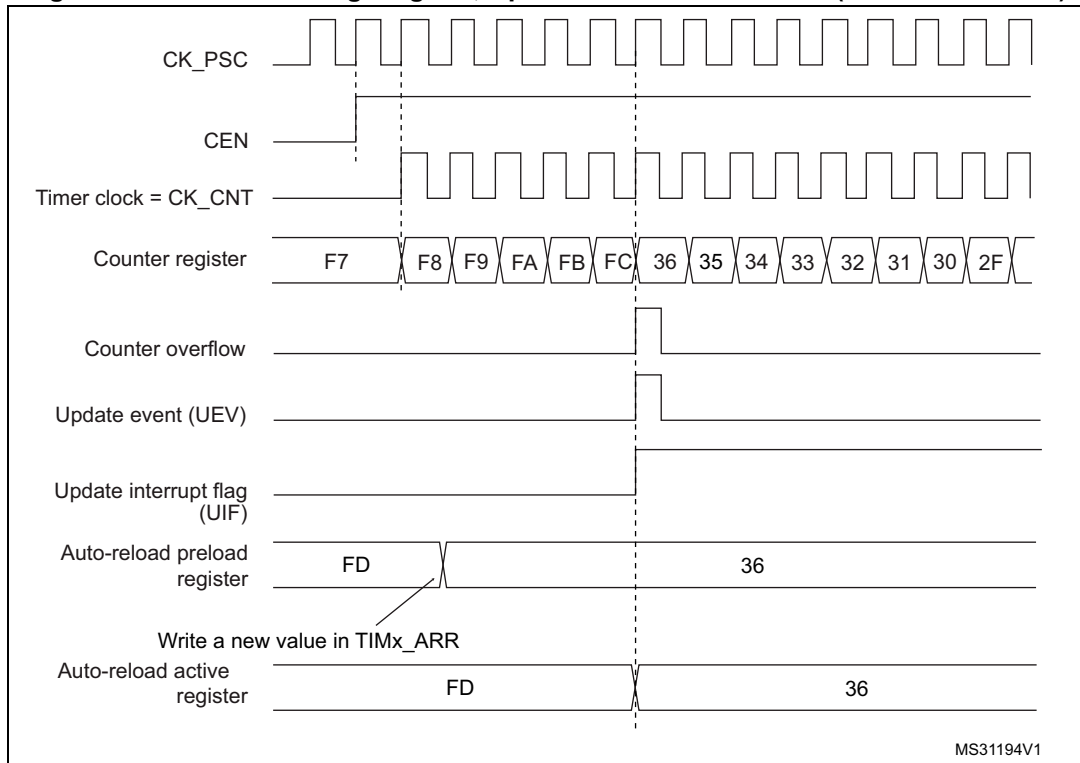 CK_PSC
CEN
Timer clock = CK_CNT
Counter register
F7 F8 F9 FA FB FC 36 35 34 33 32 31 30 2F
Counter overflow
Update event (UEV)
Update interrupt flag
(UIF)
Auto-reload preload
register
FD 36
Write a new value in TIMx_ARR
Auto-reload active
register
FD 36
MS31194V1